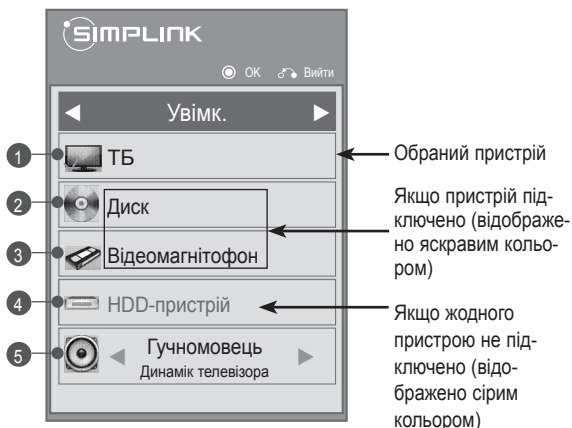 SIMPLINK
OK Вийти
Увімк.
1 ТБ
2 Диск
3 Відеомагнітофон
4 HDD-пристрій
5 Гучномовець
Динамік телевізора
Обраний пристрій
Якщо пристрій під-
ключено (відображе-
но яскравим кольо-
ром)
Якщо жодного
пристрою не під-
ключено (відо-
бражено сірим
кольором)